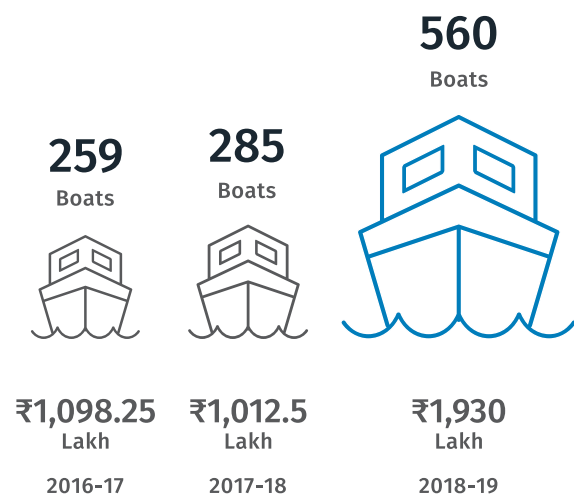 259
Boats
₹1,098.25
Lakh
2016-17
285
Boats
₹1,012.5
Lakh
2017-18
560
Boats
₹1,930
Lakh
2018-19